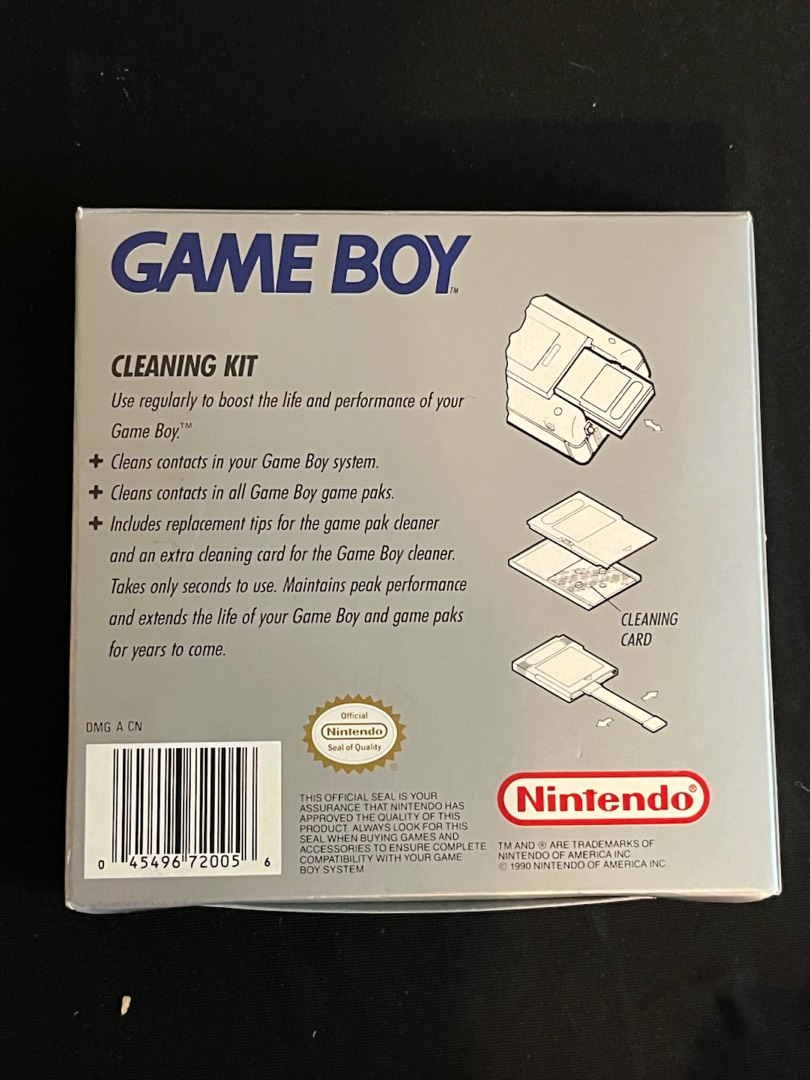 GAME BOY™
CLEANING KIT
Use regularly to boost the life and performance of your
Game Boy.™
+ Cleans contacts in your Game Boy system.
+ Cleans contacts in all Game Boy game paks.
+ Includes replacement tips for the game pak cleaner
and an extra cleaning card for the Game Boy cleaner.
Takes only seconds to use. Maintains peak performance
and extends the life of your Game Boy and game paks
for years to come.
CLEANING
CARD
DMG A CN
0 45496 72005 6
Official
Nintendo
Seal of Quality
THIS OFFICIAL SEAL IS YOUR
ASSURANCE THAT NINTENDO HAS
APPROVED THE QUALITY OF THIS
PRODUCT. ALWAYS LOOK FOR THIS
SEAL WHEN BUYING GAMES AND
ACCESSORIES TO ENSURE COMPLETE
COMPATIBILITY WITH YOUR GAME
BOY SYSTEM
Nintendo®
TM AND ® ARE TRADEMARKS OF
NINTENDO OF AMERICA INC
© 1990 NINTENDO OF AMERICA INC